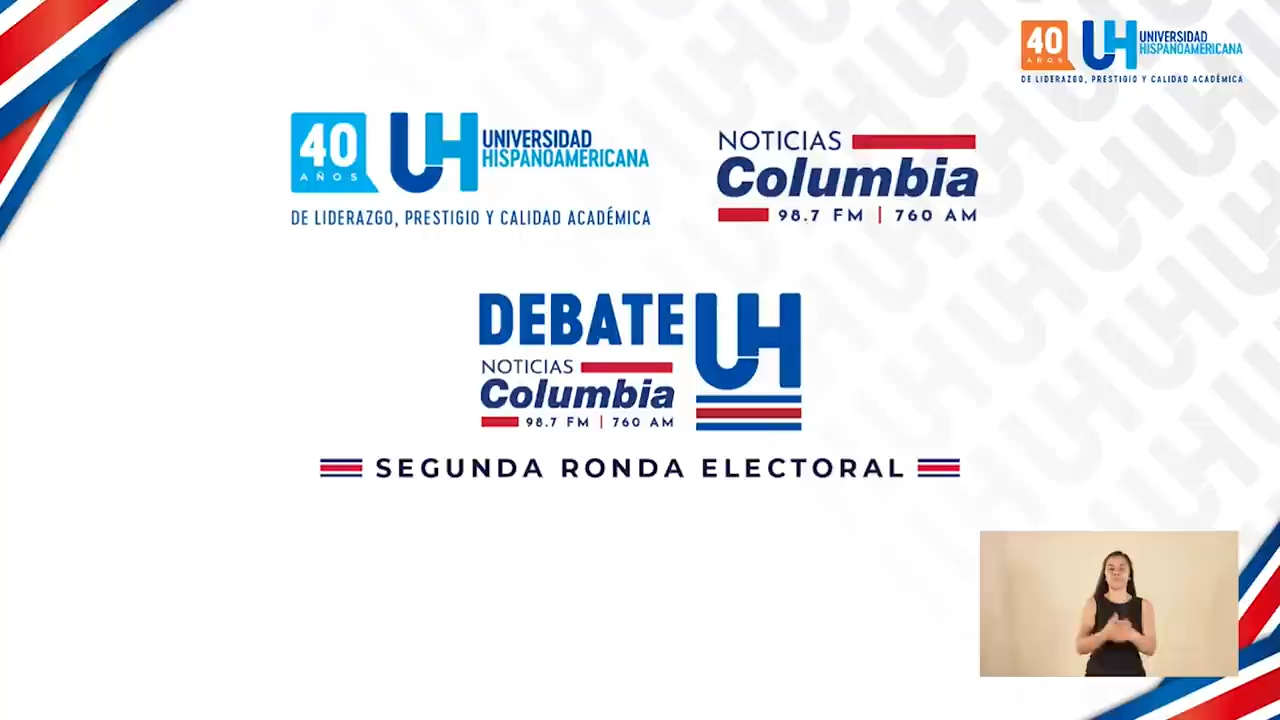 40 AÑOS UH UNIVERSIDAD HISPANOAMERICANA
DE LIDERAZGO, PRESTIGIO Y CALIDAD ACADÉMICA
40 AÑOS UH UNIVERSIDAD HISPANOAMERICANA
DE LIDERAZGO, PRESTIGIO Y CALIDAD ACADÉMICA
NOTICIAS
Columbia
98.7 FM | 760 AM
DEBATE UH
NOTICIAS
Columbia
98.7 FM | 760 AM
SEGUNDA RONDA ELECTORAL